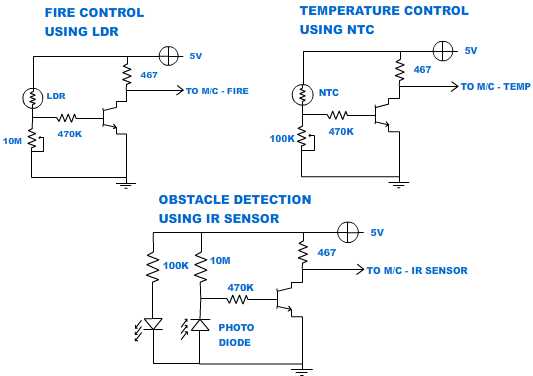 FIRE CONTROL
USING LDR
5V
467
LDR
TO M/C - FIRE
470K
10M
TEMPERATURE CONTROL
USING NTC
5V
467
NTC
TO M/C - TEMP
470K
100K
OBSTACLE DETECTION
USING IR SENSOR
5V
467
100K
10M
TO M/C - IR SENSOR
470K
PHOTO
DIODE